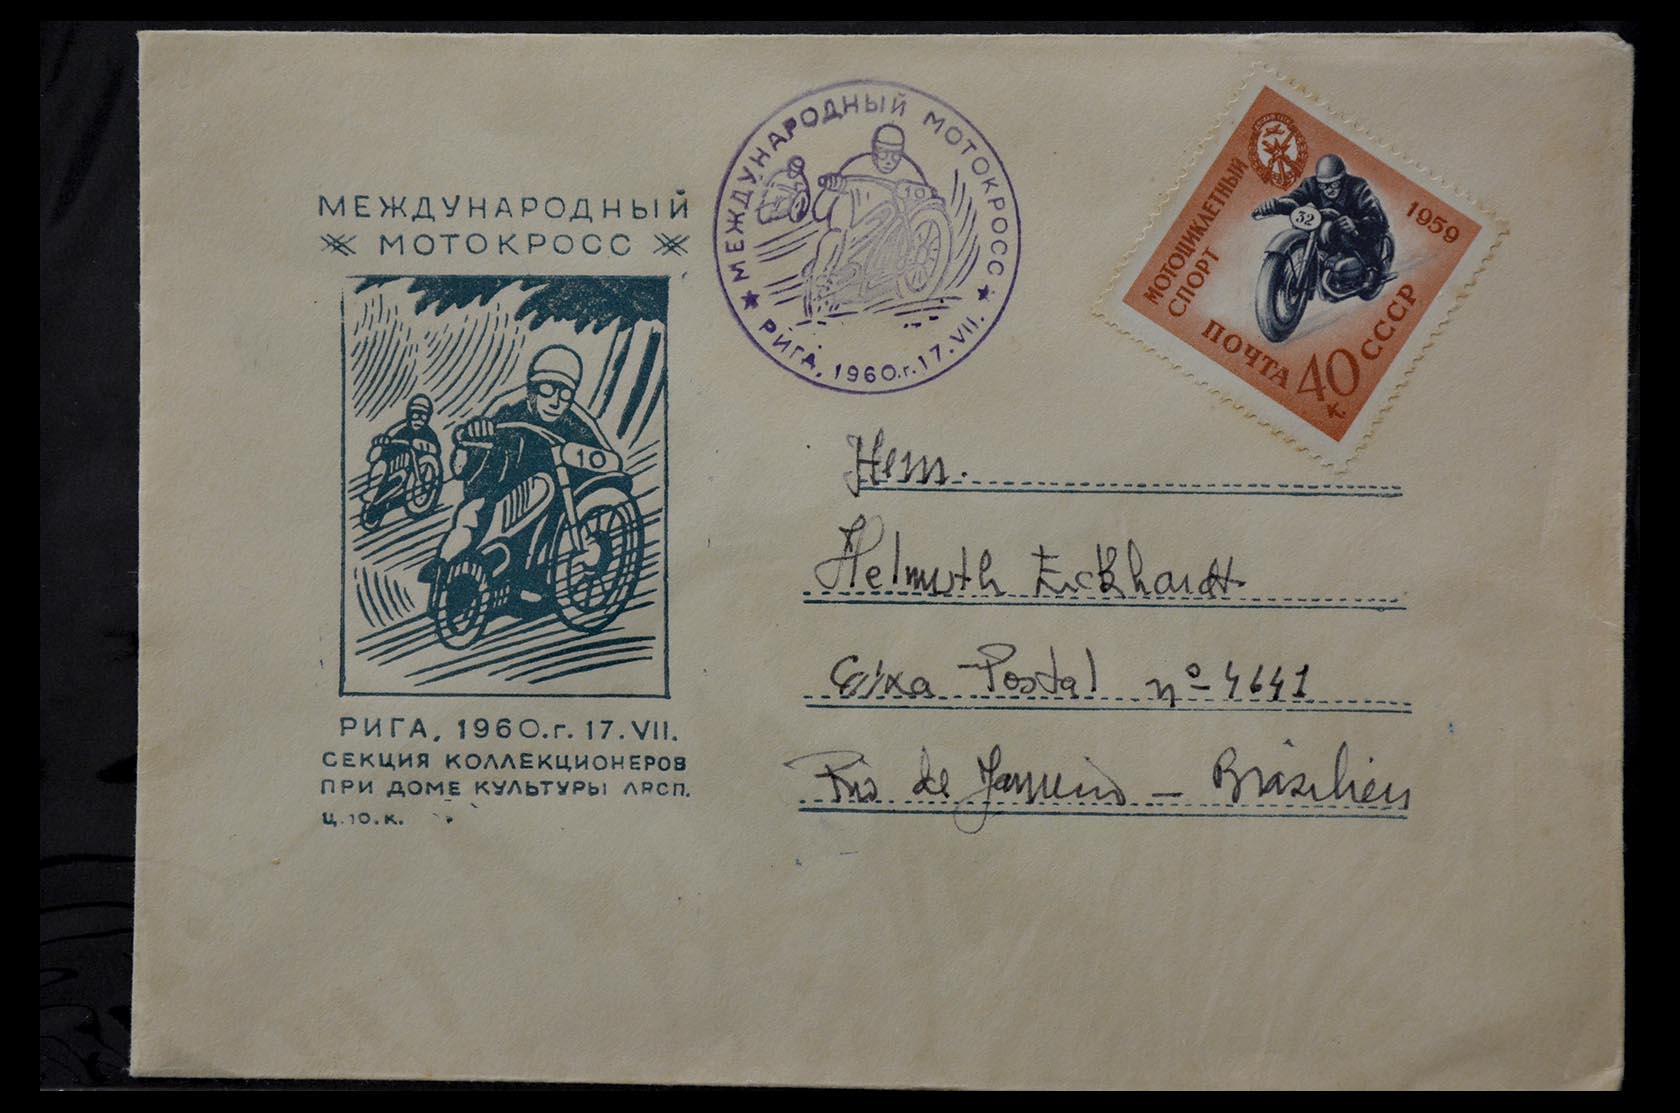 МЕЖДУНАРОДНЫЙ
МОТОКРОСС
10
РИГА, 1960.г. 17.VII.
СЕКЦИЯ КОЛЛЕКЦИОНЕРОВ
ПРИ ДОМЕ КУЛЬТУРЫ ЛРСП.
Ц.10.К.
МЕЖДУНАРОДНЫЙ МОТОКРОСС
10
РИГА, 1960.г. 17.VII.
МОТОЦИКЛЕТНЫЙ
СПОРТ
32
1959
ПОЧТА 40 к. СССР
Herrn.
Helmuth Eckhardt
Caixa Postal nº 4641
Rio de Janeiro - Brasilien